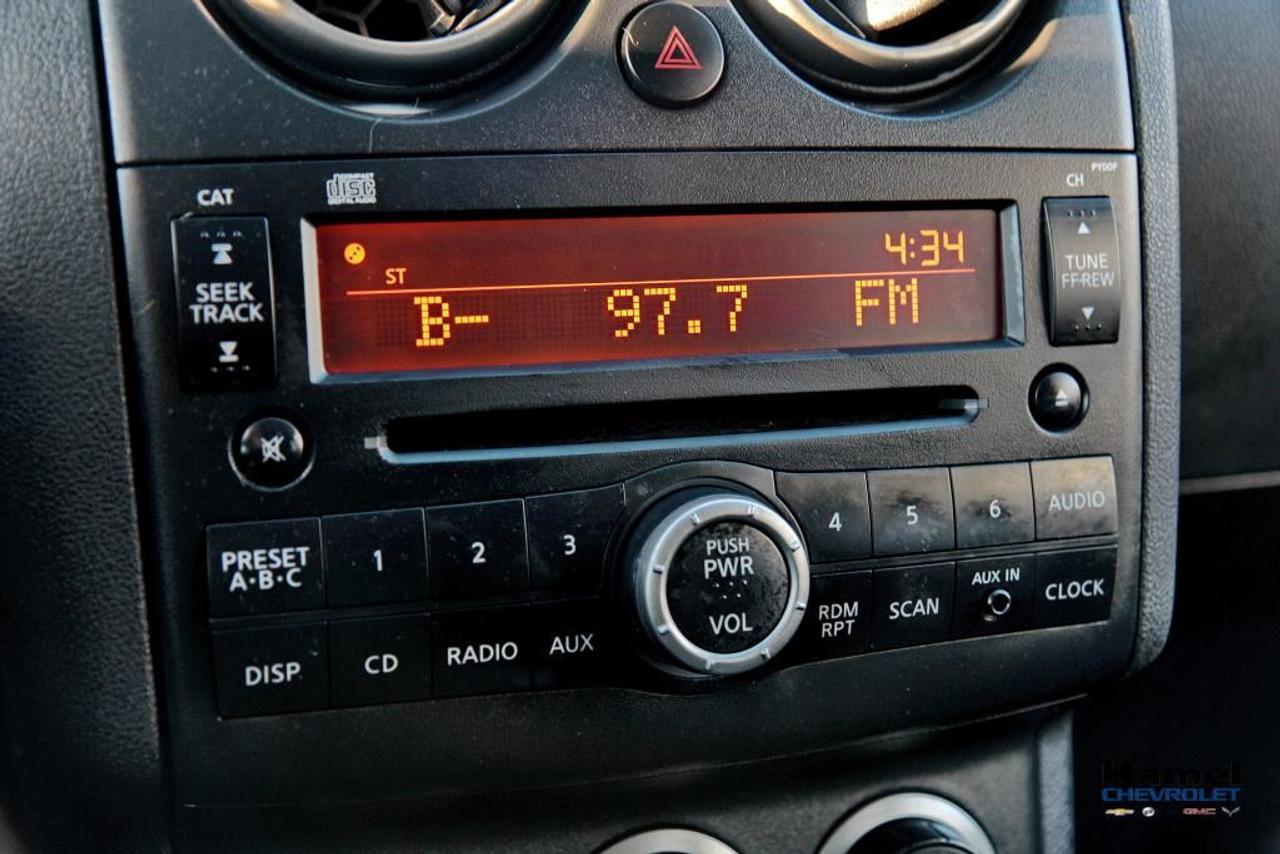 PY00F
CAT
COMPACT
disc
DIGITAL AUDIO
CH
4:34
ST
B- 97.7 FM
SEEK
TRACK
TUNE
FF·REW
PRESET
A·B·C
1
2
3
PUSH
PWR
VOL
4
5
6
AUDIO
DISP
CD
RADIO
AUX
RDM
RPT
SCAN
AUX IN
CLOCK
Hamel
CHEVROLET
GMC